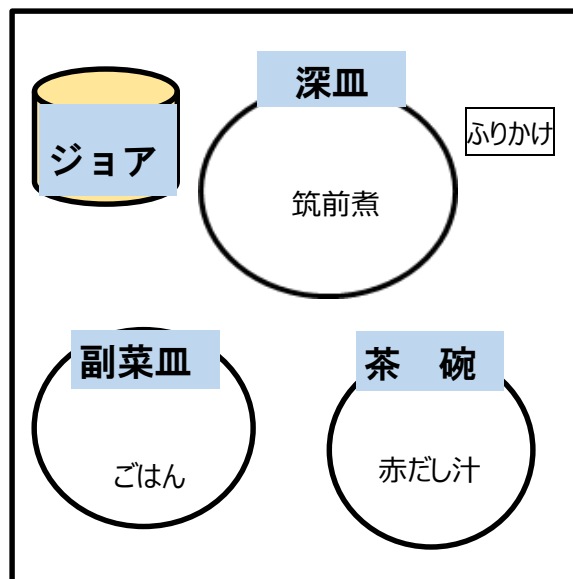 深皿
ジョア
ふりかけ
筑前煮
副菜皿
茶　碗
ごはん
赤だし汁